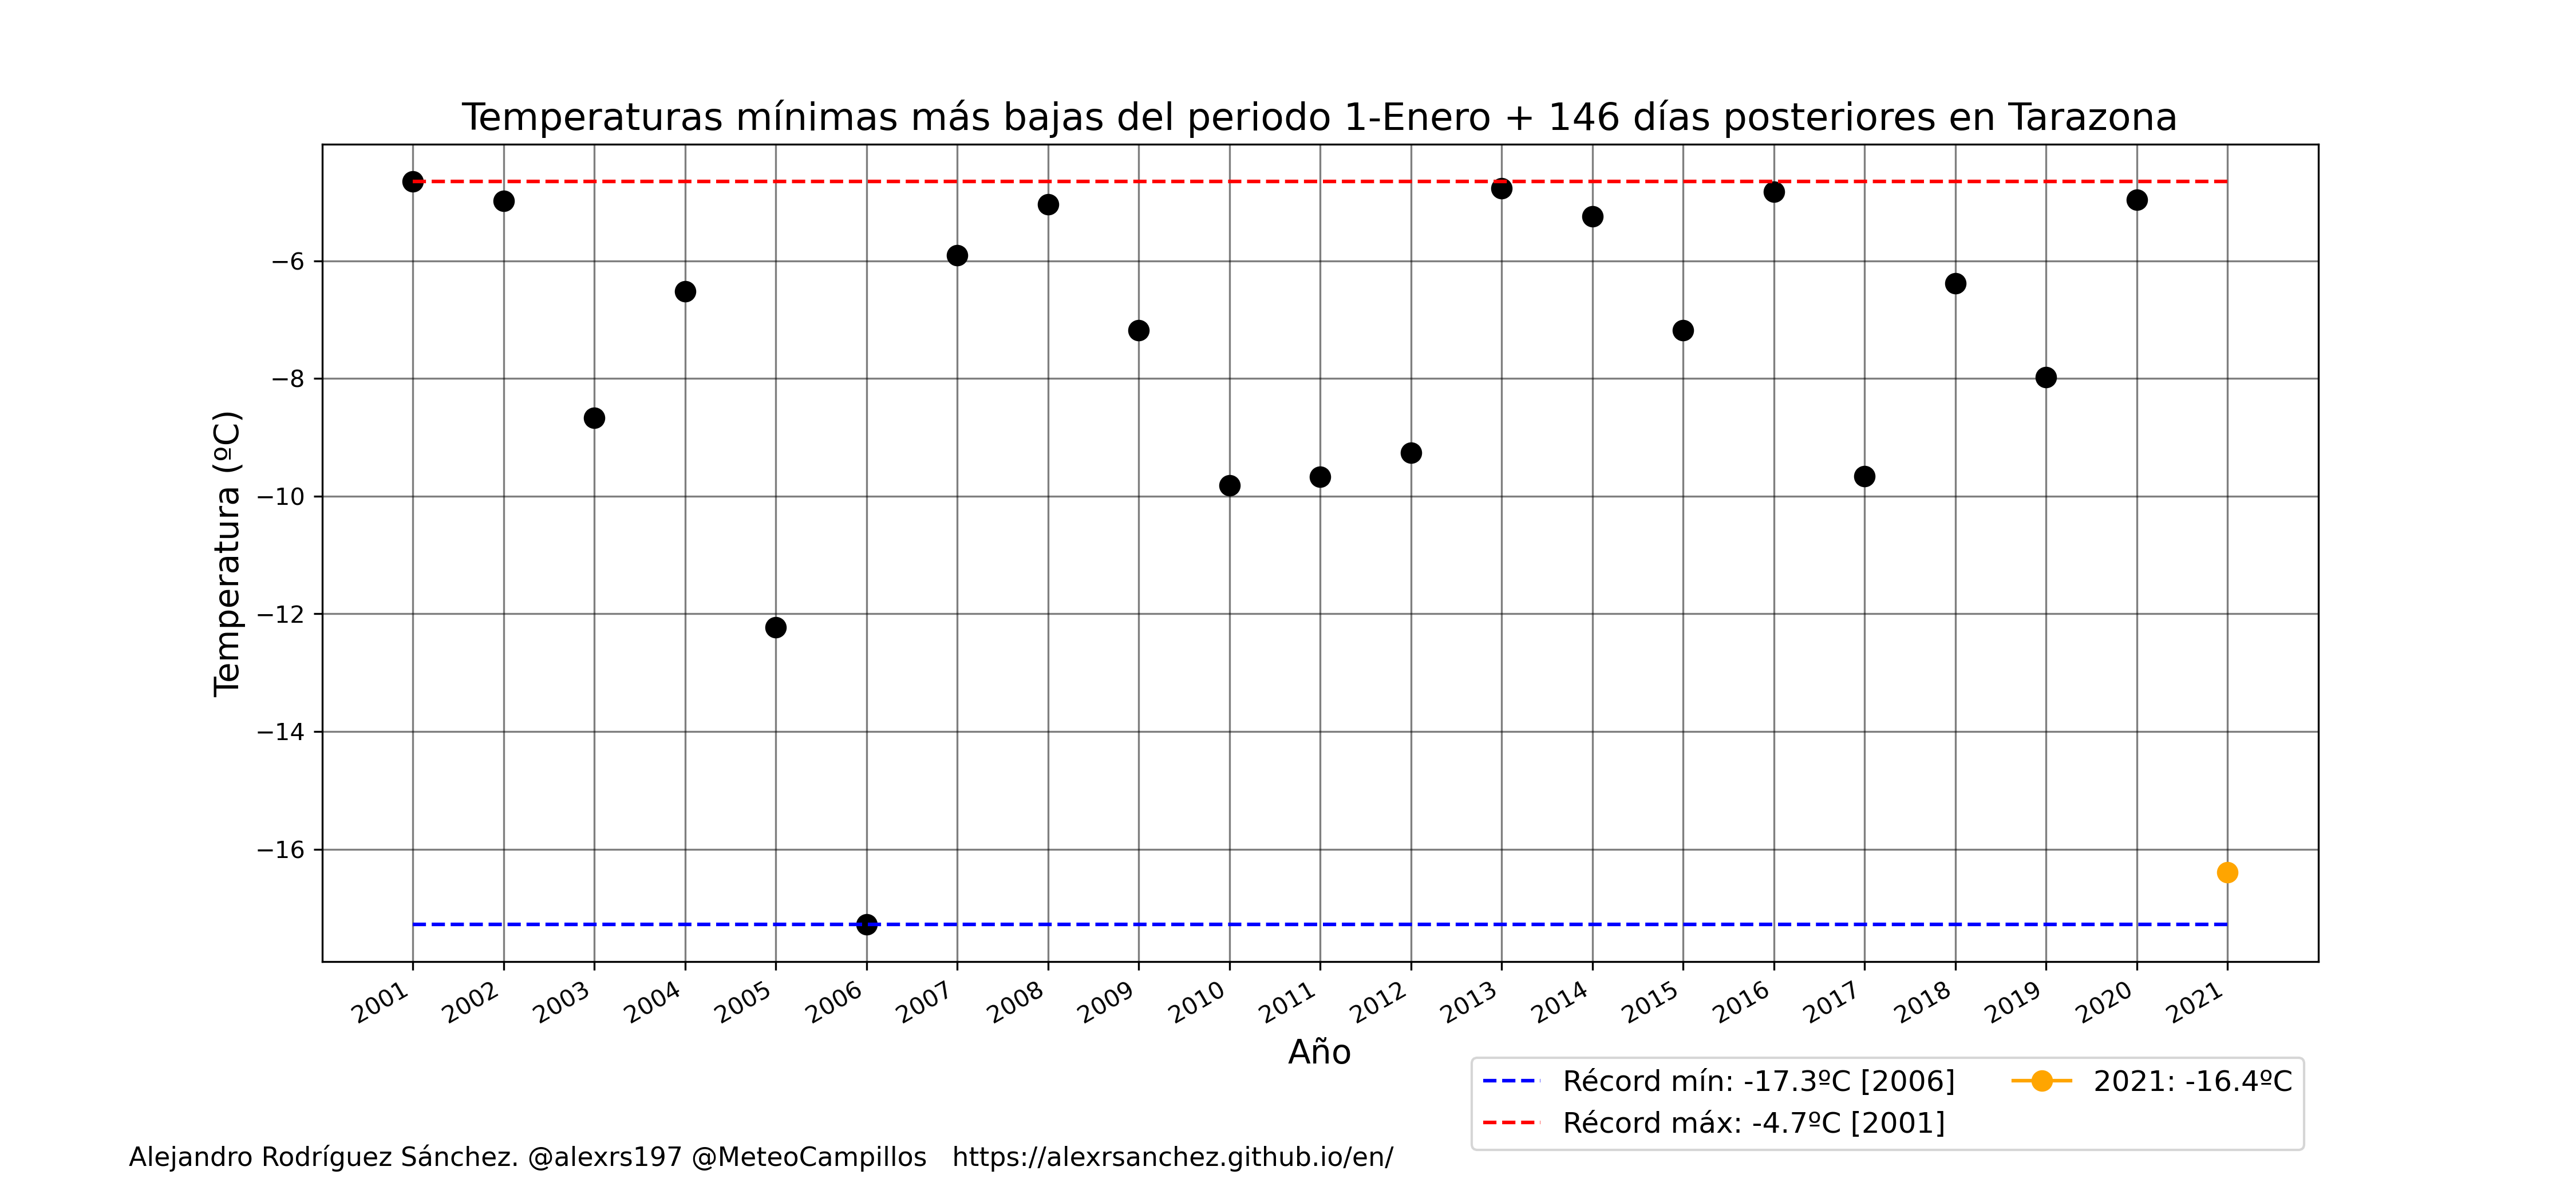 Temperaturas mínimas más bajas del periodo 1-Enero + 146 días posteriores en Tarazona
Temperatura (ºC)
−6
−8
−10
−12
−14
−16
2001 2002 2003 2004 2005 2006 2007 2008 2009 2010 2011 2012 2013 2014 2015 2016 2017 2018 2019 2020 2021
Año
Récord mín: -17.3ºC [2006]
Récord máx: -4.7ºC [2001]
2021: -16.4ºC
Alejandro Rodríguez Sánchez. @alexrs197 @MeteoCampillos https://alexrsanchez.github.io/en/